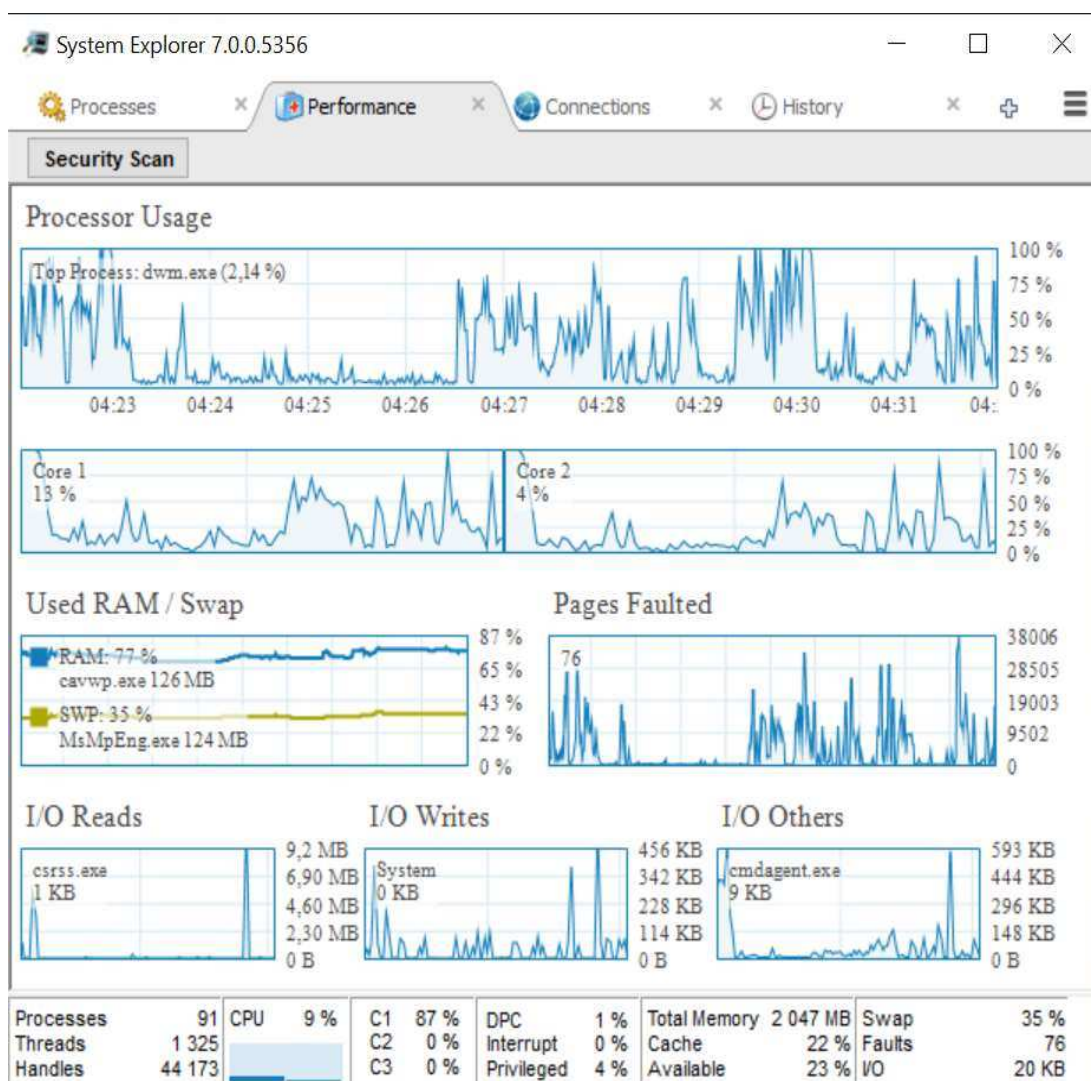 System Explorer 7.0.0.5356
Processes
Performance
Connections
History
Security Scan
Processor Usage
Top Process: dwm.exe (2,14 %)
100 %
75 %
50 %
25 %
0 %
04:23 04:24 04:25 04:26 04:27 04:28 04:29 04:30 04:31 04:
Core 1
13 %
Core 2
4 %
100 %
75 %
50 %
25 %
0 %
Used RAM / Swap
RAM: 77 %
cavwp.exe 126 MB
SWP: 35 %
MsMpEng.exe 124 MB
87 %
65 %
43 %
22 %
0 %
Pages Faulted
76
38006
28505
19003
9502
0
I/O Reads
csrss.exe
1 KB
9,2 MB
6,90 MB
4,60 MB
2,30 MB
0 B
I/O Writes
System
0 KB
456 KB
342 KB
228 KB
114 KB
0 B
I/O Others
cmdagent.exe
9 KB
593 KB
444 KB
296 KB
148 KB
0 B
Processes 91
Threads 1 325
Handles 44 173
CPU 9 %
C1 87 %
C2 0 %
C3 0 %
DPC 1 %
Interrupt 0 %
Privileged 4 %
Total Memory 2 047 MB
Cache 22 %
Available 23 %
Swap 35 %
Faults 76
I/O 20 KB